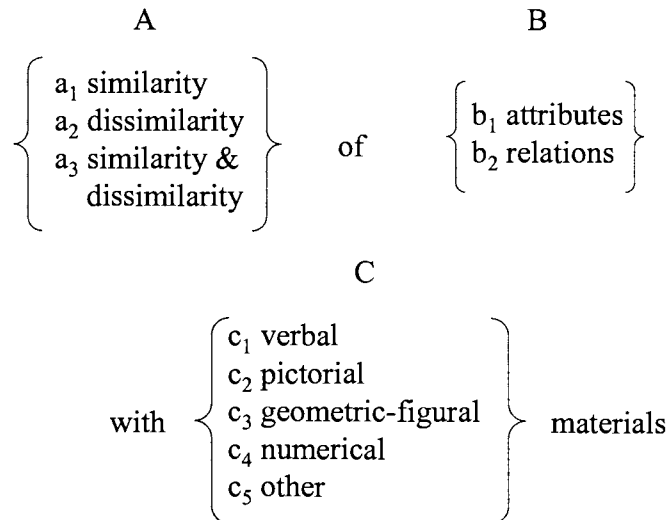 A
B
a₁ similarity
a₂ dissimilarity
a₃ similarity &
dissimilarity
of
b₁ attributes
b₂ relations
C
with
c₁ verbal
c₂ pictorial
c₃ geometric-figural
c₄ numerical
c₅ other
materials